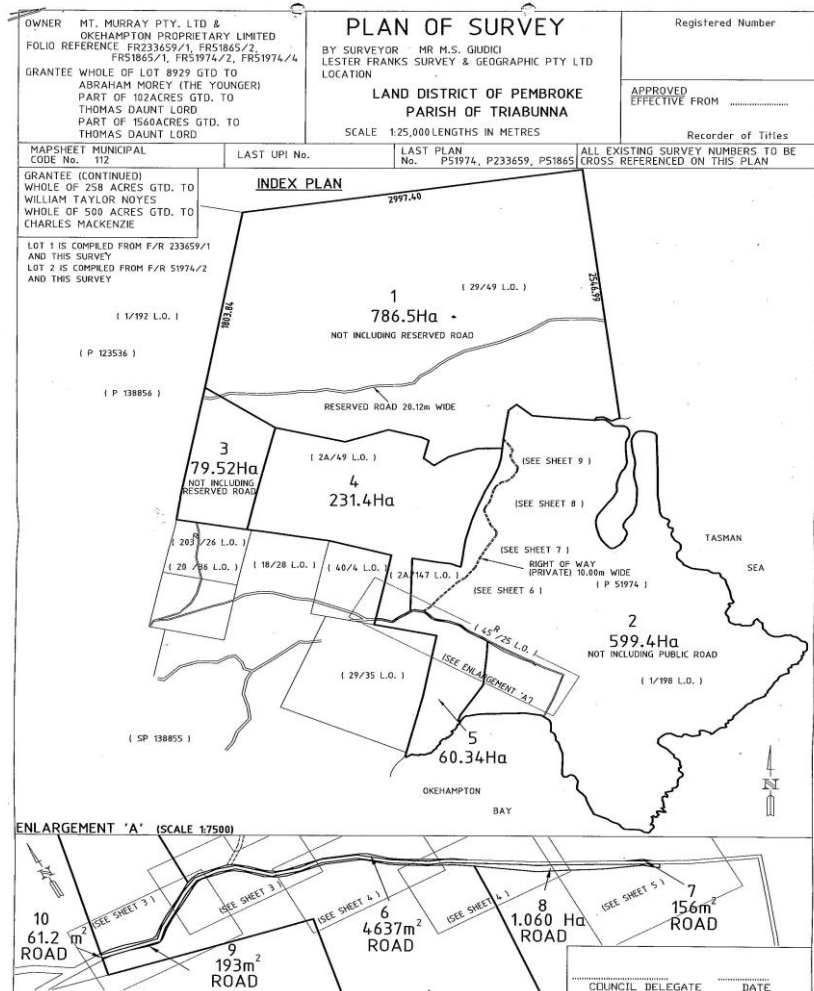 OWNER MT. MURRAY PTY. LTD &
OKEHAMPTON PROPRIETARY LIMITED
FOLIO REFERENCE FR233659/1, FR51865/2,
FR51865/1, FR51974/2, FR51974/4
GRANTEE WHOLE OF LOT 8929 GTD TO
ABRAHAM MOREY (THE YOUNGER)
PART OF 102ACRES GTD. TO
THOMAS DAUNT LORD
PART OF 1560ACRES GTD. TO
THOMAS DAUNT LORD
PLAN OF SURVEY
BY SURVEYOR MR M.S. GIUDICI
LESTER FRANKS SURVEY & GEOGRAPHIC PTY LTD
LOCATION
LAND DISTRICT OF PEMBROKE
PARISH OF TRIABUNNA
SCALE 1:25,000 LENGTHS IN METRES
Registered Number
APPROVED
EFFECTIVE FROM ....................
Recorder of Titles
MAPSHEET MUNICIPAL
CODE No. 112
LAST UPI No.
LAST PLAN
No. P51974, P233659, P51865
ALL EXISTING SURVEY NUMBERS TO BE
CROSS REFERENCED ON THIS PLAN
GRANTEE (CONTINUED)
WHOLE OF 258 ACRES GTD. TO
WILLIAM TAYLOR NOYES
WHOLE OF 500 ACRES GTD. TO
CHARLES MACKENZIE
LOT 1 IS COMPILED FROM F/R 233659/1
AND THIS SURVEY
LOT 2 IS COMPILED FROM F/R 51974/2
AND THIS SURVEY
INDEX PLAN
2997.40
1803.84
2546.99
( 29/49 L.O. )
1
786.5Ha
NOT INCLUDING RESERVED ROAD
( 1/192 L.O. )
( P 123536 )
( P 138856 )
RESERVED ROAD 20.12m WIDE
3
79.52Ha
NOT INCLUDING
RESERVED ROAD
( 2A/49 L.O. )
4
231.4Ha
(SEE SHEET 9 )
(SEE SHEET 8 )
(SEE SHEET 7 )
RIGHT OF WAY
(PRIVATE) 10.00m WIDE
(SEE SHEET 6 )
( P 51974 )
TASMAN
SEA
( 203 /26 L.O. )
( 20 /36 L.O. )
( 18/28 L.O. )
( 40/4 L.O. )
( 2A/147 L.O. )
2
599.4Ha
NOT INCLUDING PUBLIC ROAD
( 1/198 L.O. )
R
( 45 /25 L.O. )
(SEE ENLARGEMENT 'A')
( 29/35 L.O. )
( SP 138855 )
5
60.34Ha
OKEHAMPTON
BAY
N
ENLARGEMENT 'A' (SCALE 1:7500)
(SEE SHEET 3 )
(SEE SHEET 3 )
(SEE SHEET 4 )
(SEE SHEET 4 )
(SEE SHEET 5 )
10
61.2 m²
ROAD
9
193m²
ROAD
6
4637m²
ROAD
8
1.060 Ha
ROAD
7
156m²
ROAD
COUNCIL DELEGATE DATE